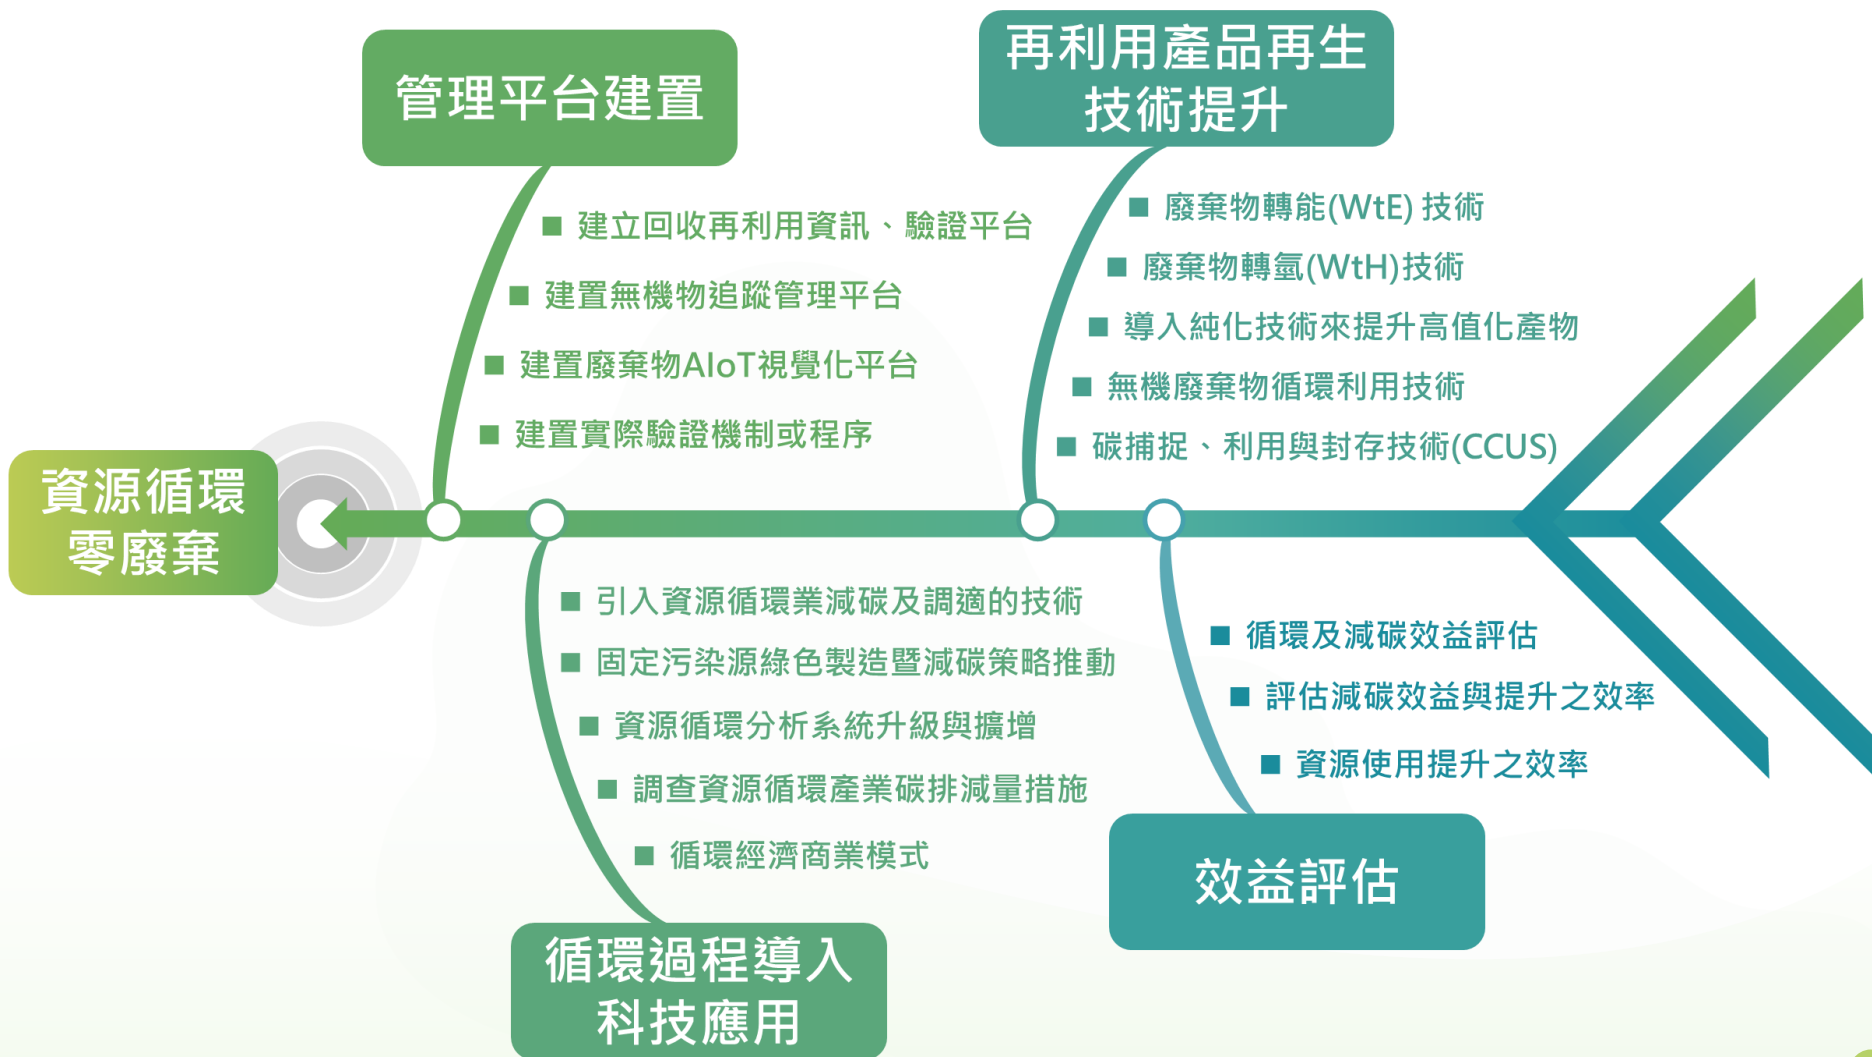 管理平台建置
建立回收再利用資訊、驗證平台
建置無機物追蹤管理平台
建置廢棄物AIoT視覺化平台
建置實際驗證機制或程序
再利用產品再生
技術提升
廢棄物轉能(WtE) 技術
廢棄物轉氫(WtH)技術
導入純化技術來提升高值化產物
無機廢棄物循環利用技術
碳捕捉、利用與封存技術(CCUS)
資源循環
零廢棄
引入資源循環業減碳及調適的技術
固定污染源綠色製造暨減碳策略推動
資源循環分析系統升級與擴增
調查資源循環產業碳排減量措施
循環經濟商業模式
循環過程導入
科技應用
循環及減碳效益評估
評估減碳效益與提升之效率
資源使用提升之效率
效益評估